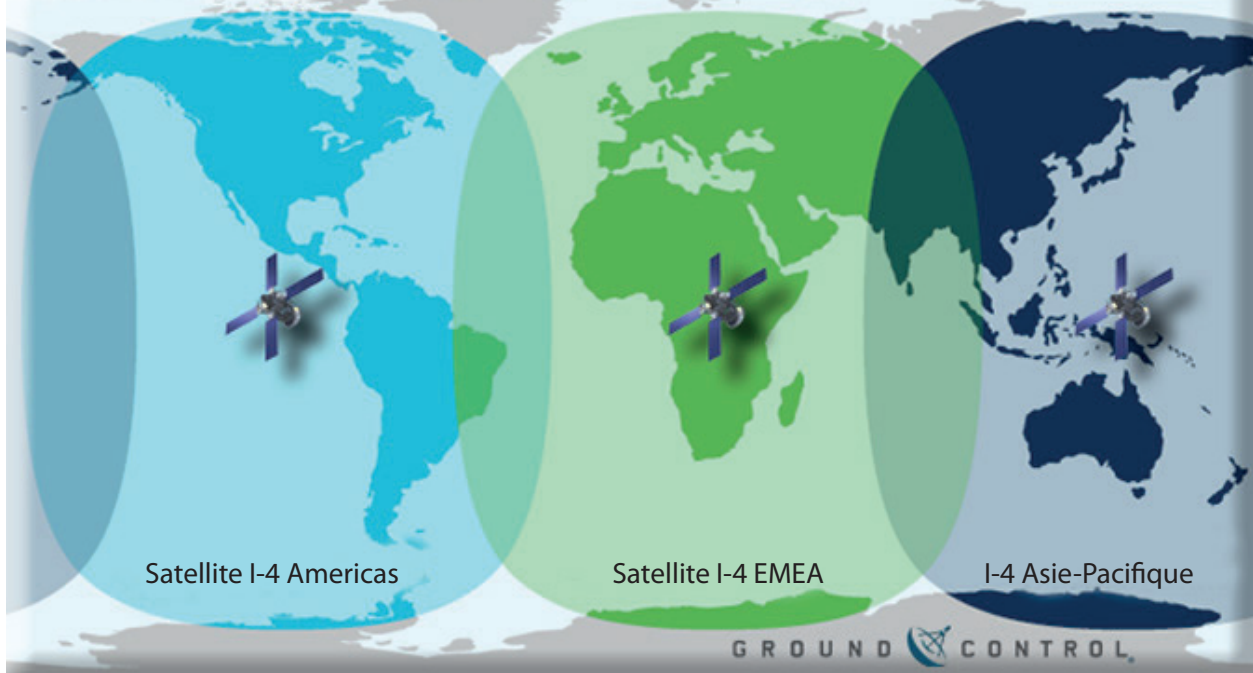 Satellite I-4 Americas
Satellite I-4 EMEA
I-4 Asie-Pacifique
GROUND CONTROL